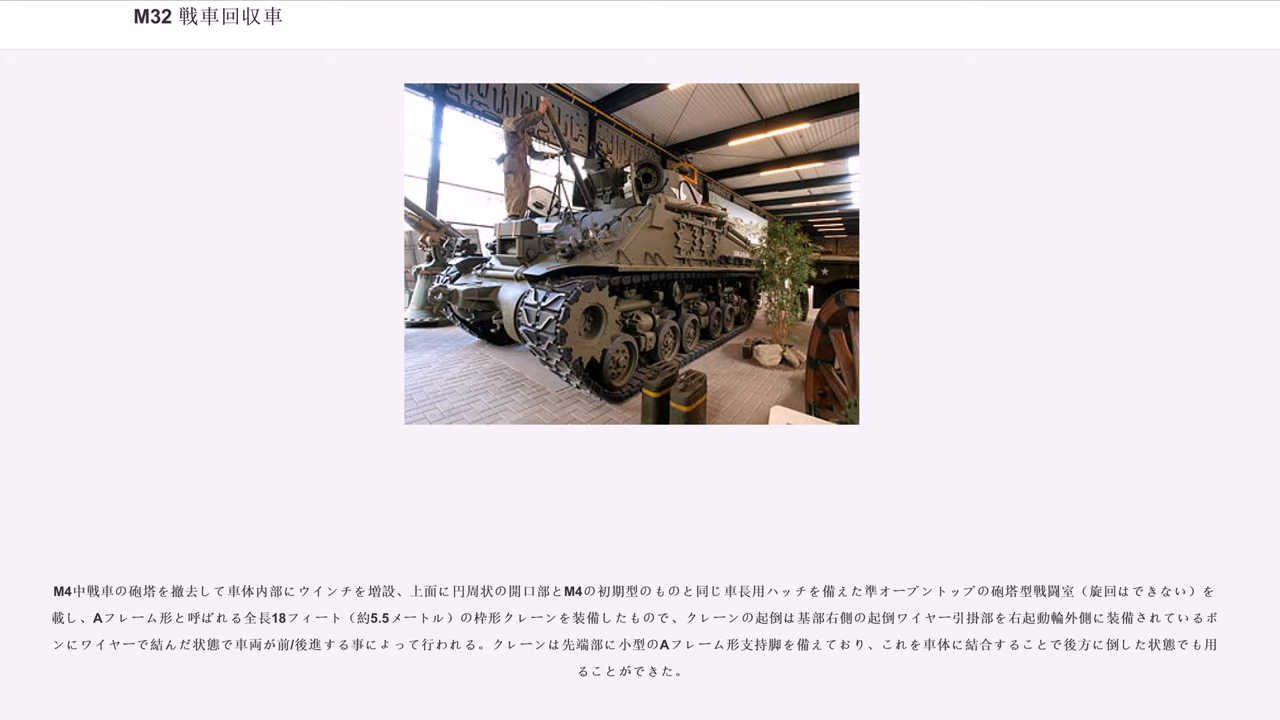 M32 戦車回収車
M4中戦車の砲塔を撤去して車体内部にウインチを増設、上面に円周状の開口部とM4の初期型のものと同じ車長用ハッチを備えた準オープントップの砲塔型戦闘室（旋回はできない）を
載し、Aフレーム形と呼ばれる全長18フィート（約5.5メートル）の枠形クレーンを装備したもので、クレーンの起倒は基部右側の起倒ワイヤー引掛部を右起動輪外側に装備されているボ
ンにワイヤーで結んだ状態で車両が前/後進する事によって行われる。クレーンは先端部に小型のAフレーム形支持脚を備えており、これを車体に結合することで後方に倒した状態でも用
ることができた。